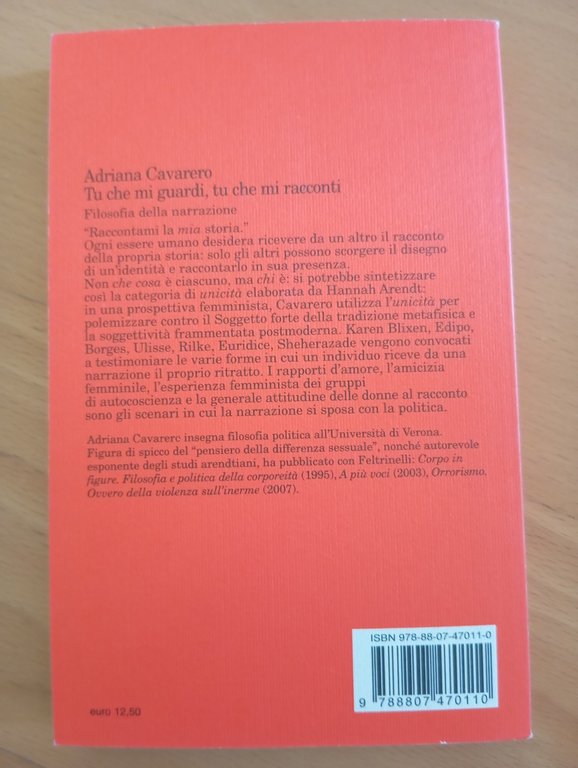 Adriana Cavarero
Tu che mi guardi, tu che mi racconti
Filosofia della narrazione
“Raccontami la mia storia.”
Ogni essere umano desidera ricevere da un altro il racconto
della propria storia: solo gli altri possono scorgere il disegno
di un'identità e raccontarlo in sua presenza.
Non che cosa è ciascuno, ma chi è: si potrebbe sintetizzare
così la categoria di unicità elaborata da Hannah Arendt:
in una prospettiva femminista, Cavarero utilizza l'unicità per
polemizzare contro il Soggetto forte della tradizione metafisica e
la soggettività frammentata postmoderna. Karen Blixen, Edipo,
Borges, Ulisse, Rilke, Euridice, Sheherazade vengono convocati
a testimoniare le varie forme in cui un individuo riceve da una
narrazione il proprio ritratto. I rapporti d'amore, l'amicizia
femminile, l'esperienza femminista dei gruppi
di autocoscienza e la generale attitudine delle donne al racconto
sono gli scenari in cui la narrazione si sposa con la politica.
Adriana Cavarero insegna filosofia politica all'Università di Verona.
Figura di spicco del “pensiero della differenza sessuale”, nonché autorevole
esponente degli studi arendtiani, ha pubblicato con Feltrinelli: Corpo in
figure. Filosofia e politica della corporeità (1995), A più voci (2003), Orrorismo.
Ovvero della violenza sull'inerme (2007).
ISBN 978-88-07-47011-0
9 788807 470110
euro 12,50